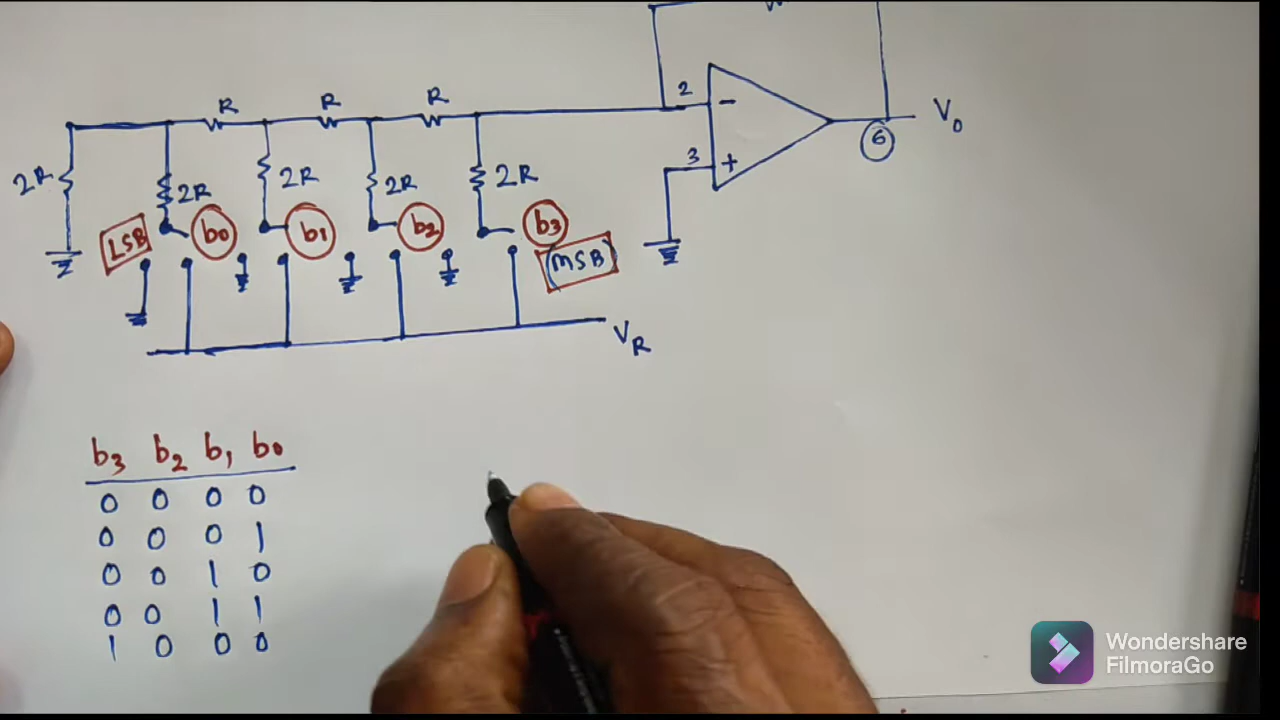 R R R
2 - V0
2R 2R 2R 2R 2R 3 + 6
LSB b0 b1 b2 b3
(MSB)
VR
b3 b2 b1 b0
0 0 0 0
0 0 0 1
0 0 1 0
0 0 1 1
1 0 0 0
Wondershare
FilmoraGo